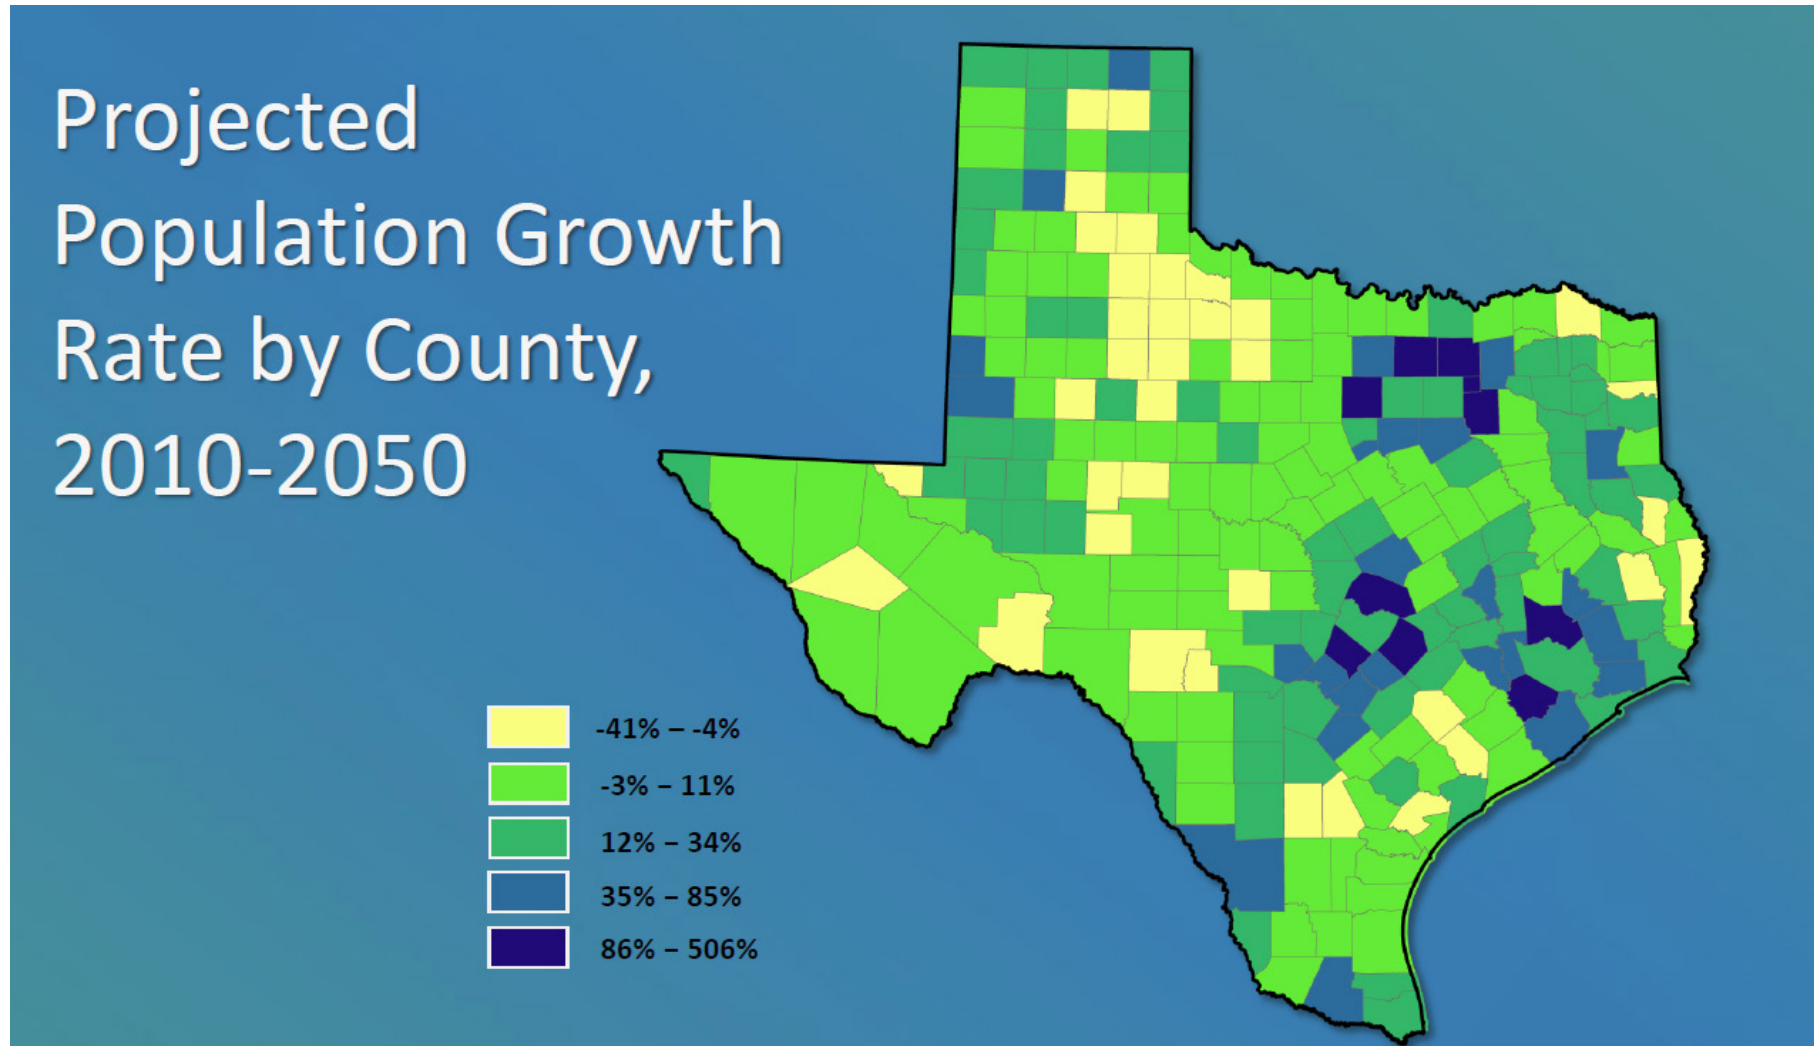 Projected
Population Growth
Rate by County,
2010-2050
-41% – -4%
-3% – 11%
12% – 34%
35% – 85%
86% – 506%